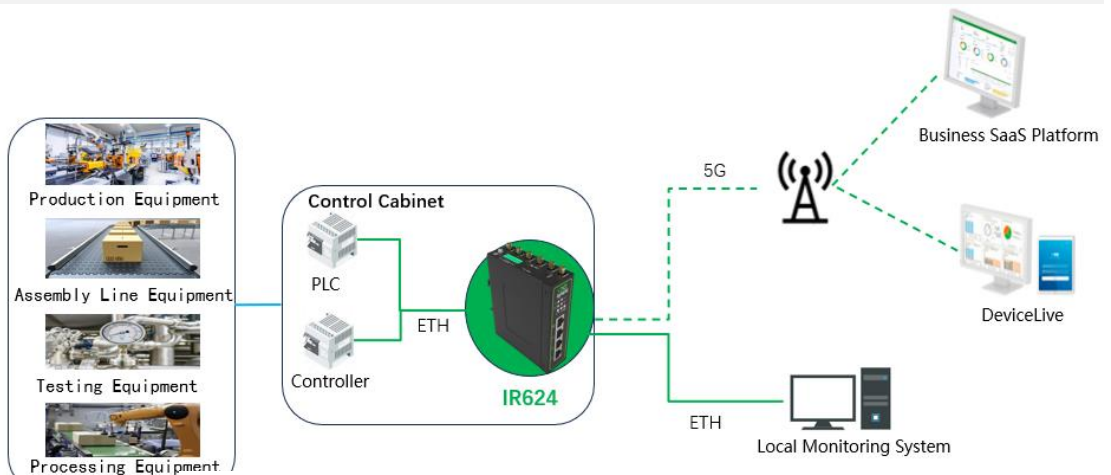 Production Equipment
Assembly Line Equipment
Testing Equipment
Processing Equipment
Control Cabinet
PLC
Controller
ETH
IR624
5G
ETH
Business SaaS Platform
DeviceLive
Local Monitoring System